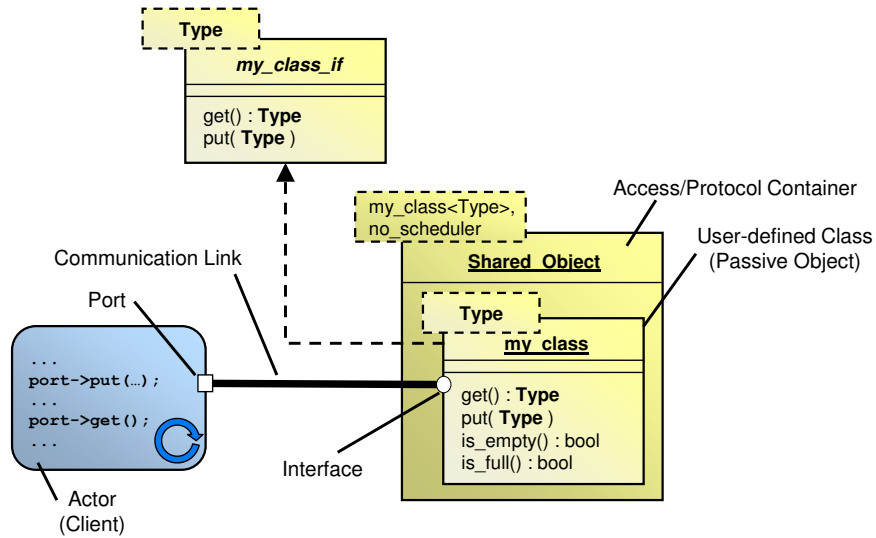 Type
my_class_if
get() : Type
put( Type )
Access/Protocol Container
my_class<Type>,
no_scheduler
User-defined Class
(Passive Object)
Shared_Object
Communication Link
Port
Type
my_class
...
port->put(…);
...
port->get();
...
get() : Type
put( Type )
is_empty() : bool
is_full() : bool
Interface
Actor
(Client)